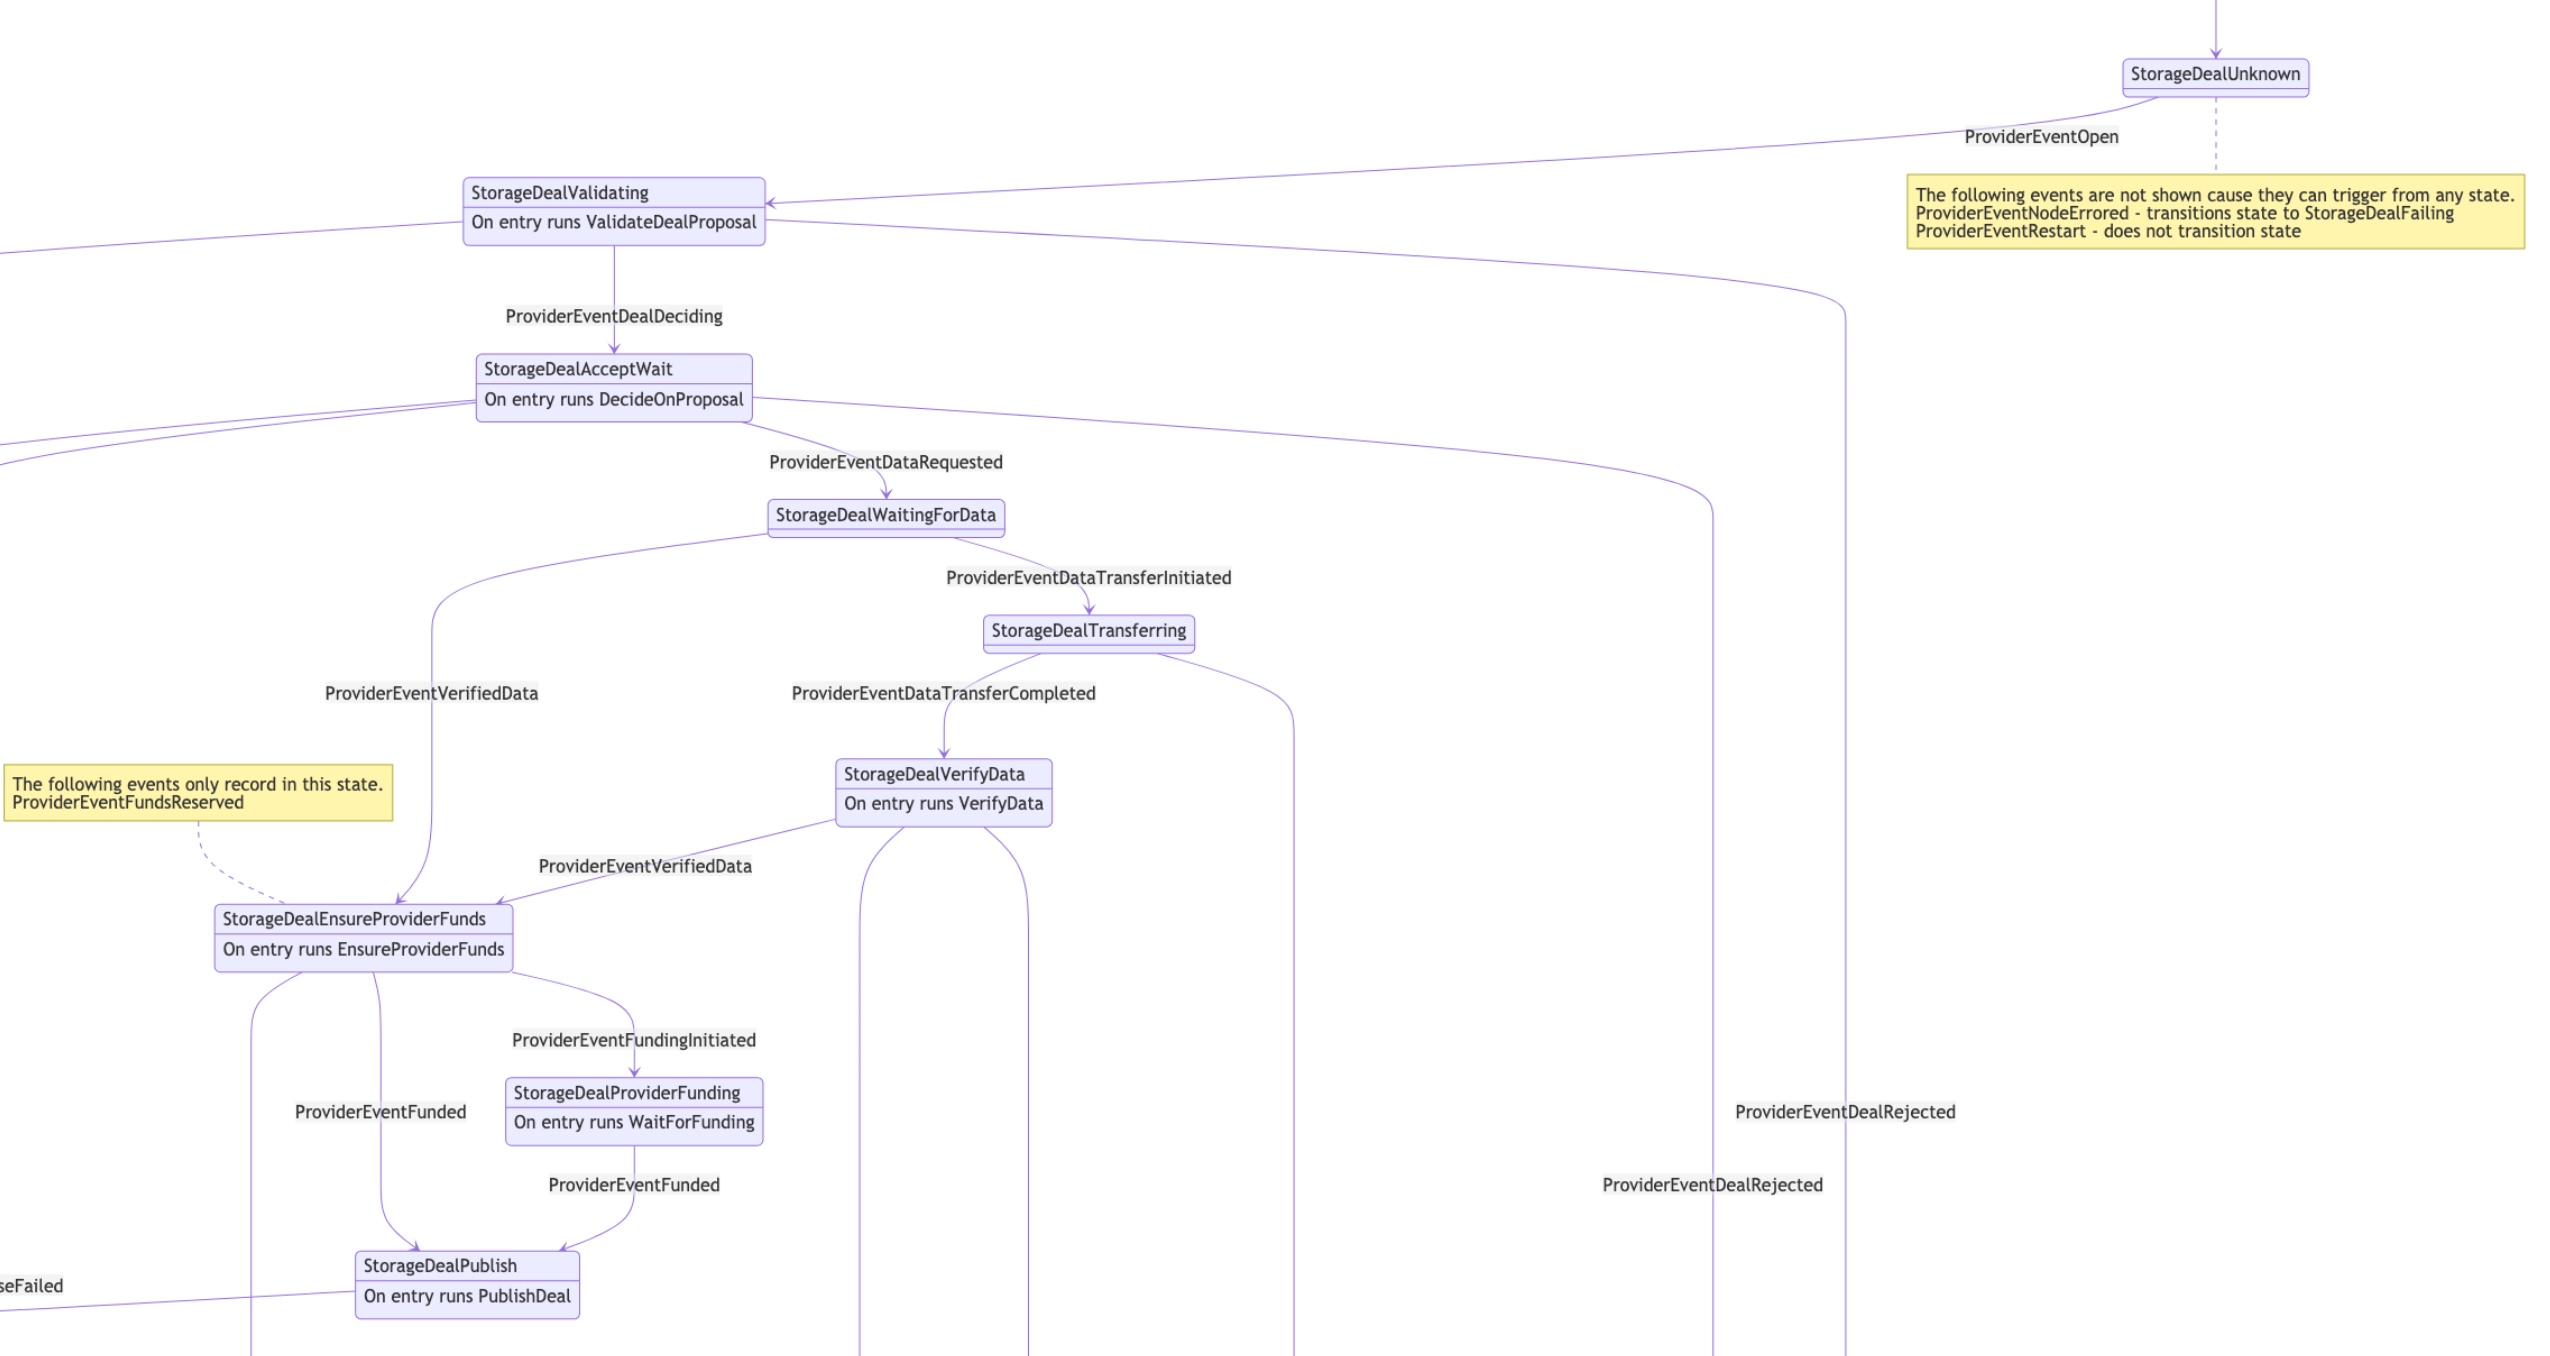 StorageDealUnknown
ProviderEventOpen
StorageDealValidating
On entry runs ValidateDealProposal
The following events are not shown cause they can trigger from any state.
ProviderEventNodeErrored - transitions state to StorageDealFailing
ProviderEventRestart - does not transition state
ProviderEventDealDeciding
StorageDealAcceptWait
On entry runs DecideOnProposal
ProviderEventDataRequested
StorageDealWaitingForData
ProviderEventDataTransferInitiated
StorageDealTransferring
ProviderEventVerifiedData
ProviderEventDataTransferCompleted
The following events only record in this state.
ProviderEventFundsReserved
StorageDealVerifyData
On entry runs VerifyData
ProviderEventVerifiedData
StorageDealEnsureProviderFunds
On entry runs EnsureProviderFunds
ProviderEventFundingInitiated
StorageDealProviderFunding
On entry runs WaitForFunding
ProviderEventFunded
ProviderEventDealRejected
ProviderEventFunded
ProviderEventDealRejected
StorageDealPublish
On entry runs PublishDeal
seFailed